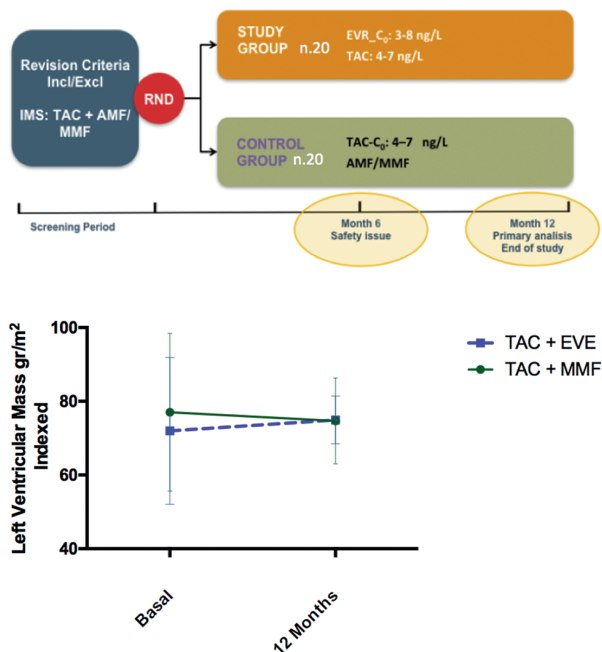 Revision Criteria
Incl/Excl
IMS: TAC + AMF/
MMF
RND
STUDY
GROUP n.20
EVR_C₀: 3-8 ng/L
TAC: 4-7 ng/L
CONTROL
GROUP n.20
TAC-C₀: 4–7 ng/L
AMF/MMF
Screening Period
Month 6
Safety issue
Month 12
Primary analisis
End of study
Left Ventricular Mass gr/m²
Indexed
100
80
60
40
Basal
12 Months
TAC + EVE
TAC + MMF